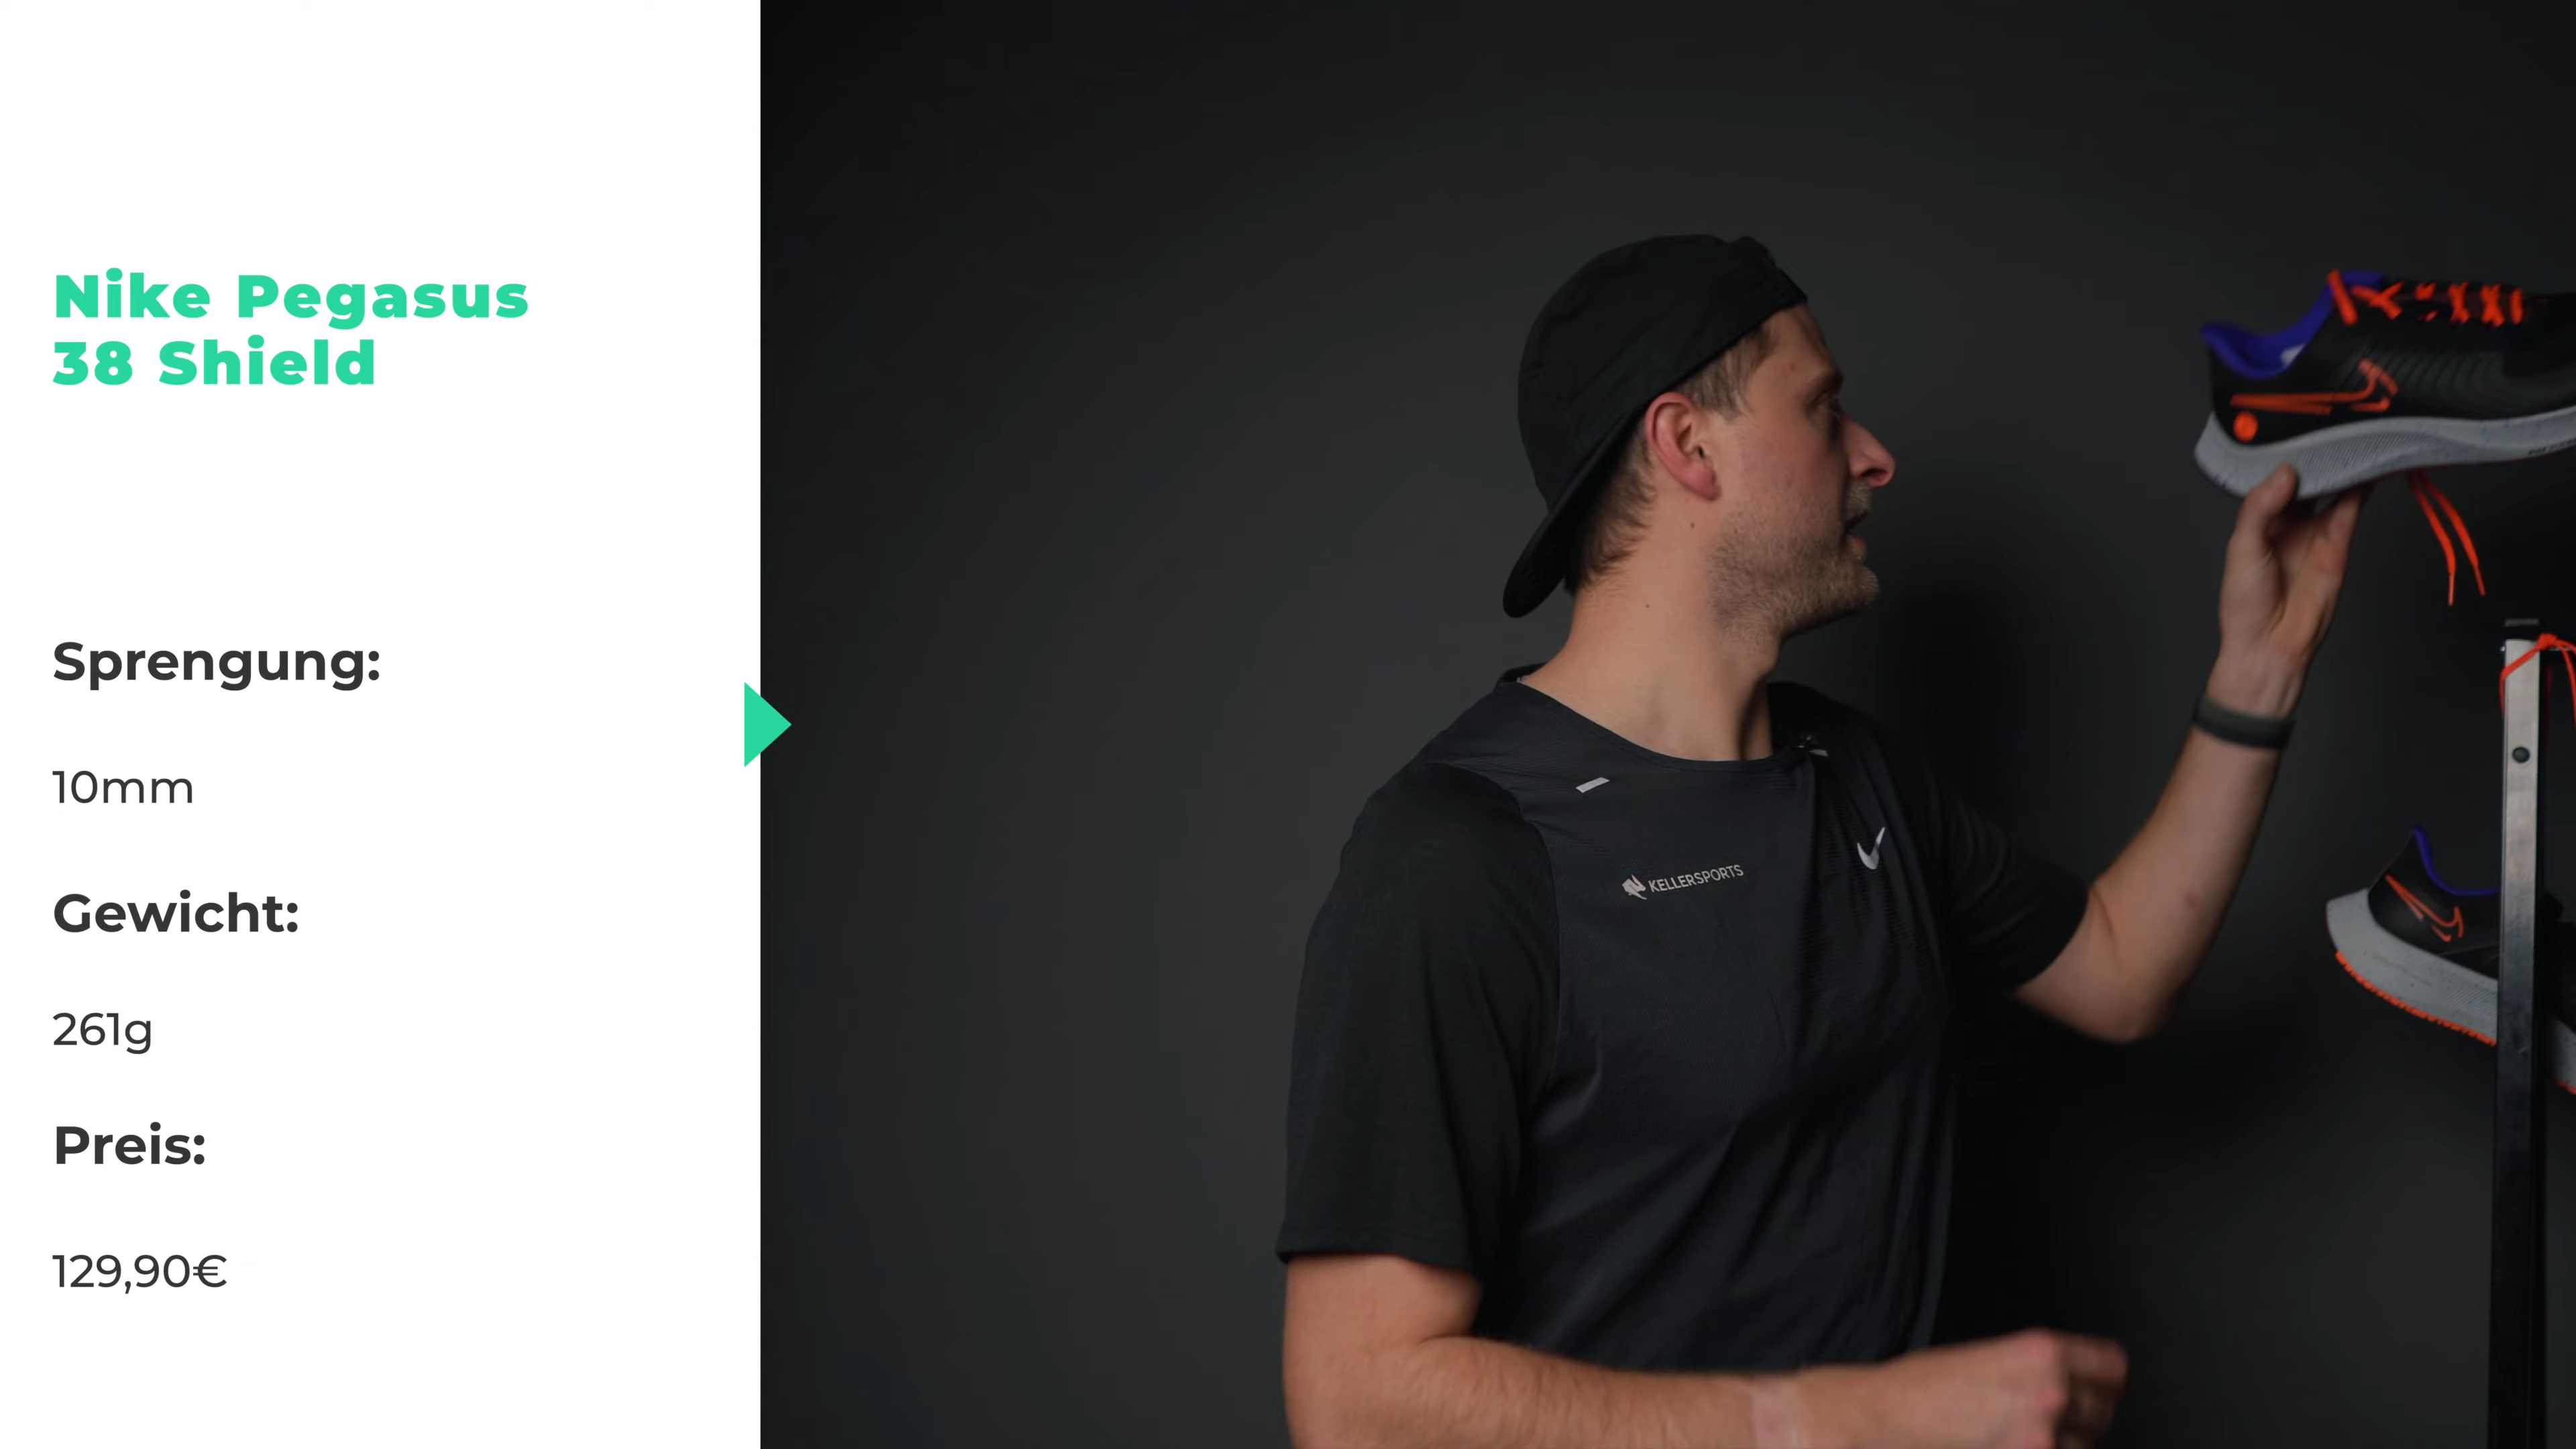 Nike Pegasus
38 Shield
Sprengung:
10mm
Gewicht:
261g
Preis:
129,90€
KELLERSPORTS